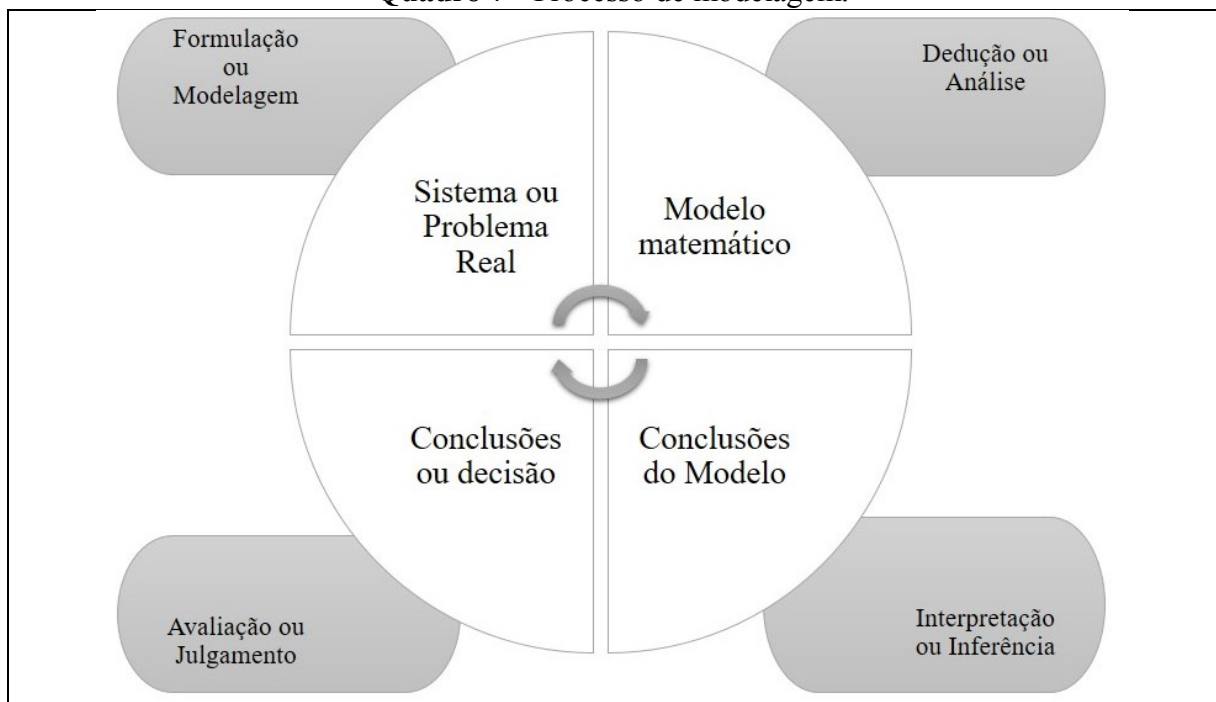 Formulação
ou
Modelagem
Dedução ou
Análise
Sistema ou
Problema
Real
Modelo
matemático
Conclusões
ou decisão
Conclusões
do Modelo
Avaliação ou
Julgamento
Interpretação
ou Inferência